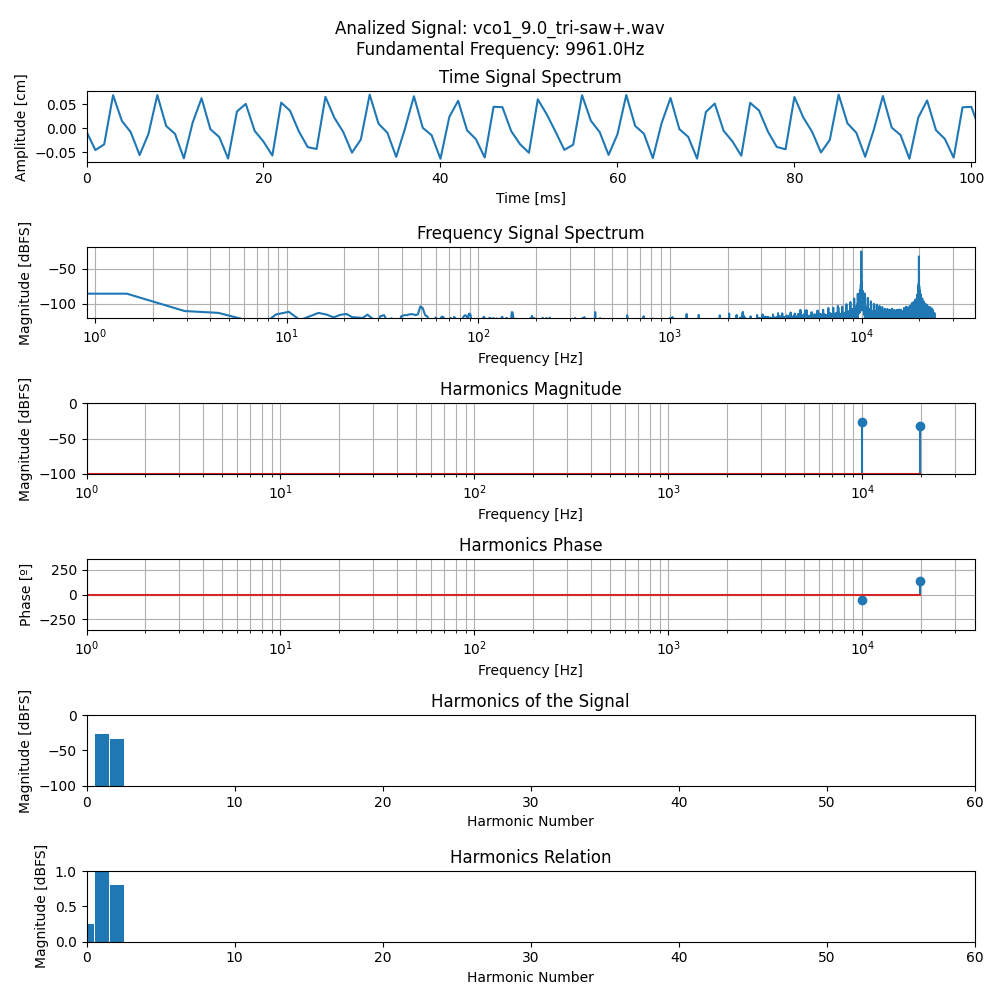 Analized Signal: vco1_9.0_tri-saw+.wav
Fundamental Frequency: 9961.0Hz
Time Signal Spectrum
Amplitude [cm]
0.05
0.00
−0.05
0 20 40 60 80 100
Time [ms]
Frequency Signal Spectrum
Magnitude [dBFS]
−50
−100
10⁰ 10¹ 10² 10³ 10⁴
Frequency [Hz]
Harmonics Magnitude
Magnitude [dBFS]
0
−50
−100
10⁰ 10¹ 10² 10³ 10⁴
Frequency [Hz]
Harmonics Phase
Phase [º]
250
0
−250
10⁰ 10¹ 10² 10³ 10⁴
Frequency [Hz]
Harmonics of the Signal
Magnitude [dBFS]
0
−50
−100
0 10 20 30 40 50 60
Harmonic Number
Harmonics Relation
Magnitude [dBFS]
1.0
0.5
0.0
0 10 20 30 40 50 60
Harmonic Number